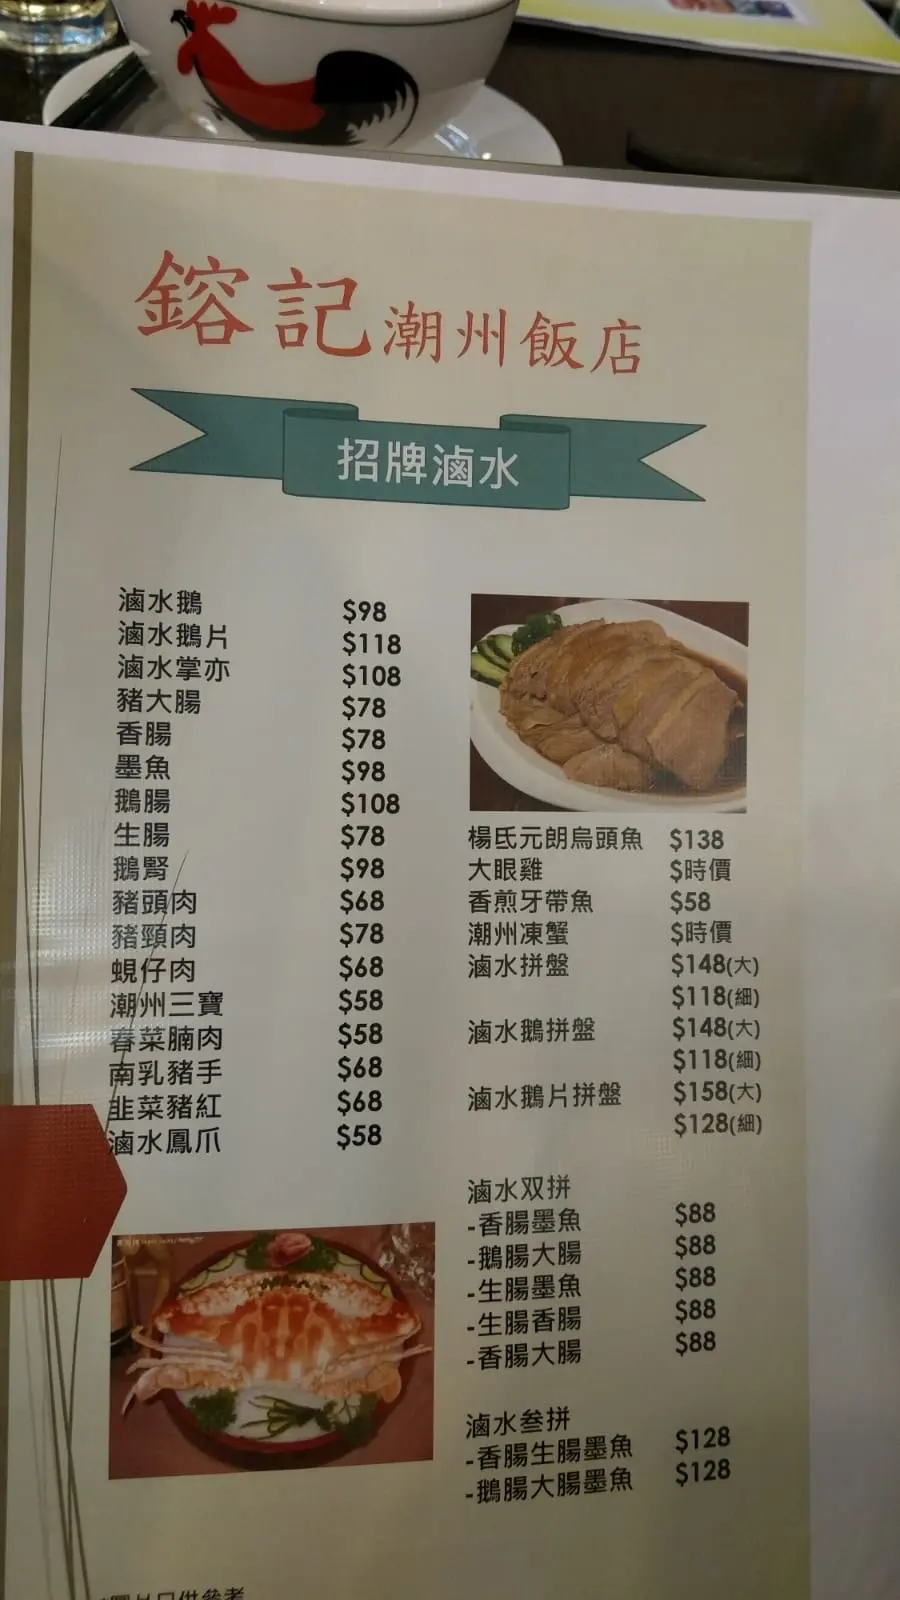 鎔記潮州飯店
招牌滷水
滷水鵝 $98
滷水鵝片 $118
滷水掌亦 $108
豬大腸 $78
香腸 $78
墨魚 $98
鵝腸 $108
生腸 $78
鵝腎 $98
豬頭肉 $68
豬頸肉 $78
蜆仔肉 $68
潮州三寶 $58
春菜腩肉 $58
南乳豬手 $68
韭菜豬紅 $68
滷水鳳爪 $58
楊氏元朗烏頭魚 $138
大眼雞 $時價
香煎牙帶魚 $58
潮州凍蟹 $時價
滷水拼盤 $148(大)
$118(細)
滷水鵝拼盤 $148(大)
$118(細)
滷水鵝片拼盤 $158(大)
$128(細)
滷水双拼
-香腸墨魚 $88
-鵝腸大腸 $88
-生腸墨魚 $88
-生腸香腸 $88
-香腸大腸 $88
滷水叁拼
-香腸生腸墨魚 $128
-鵝腸大腸墨魚 $128
圖片只供參考